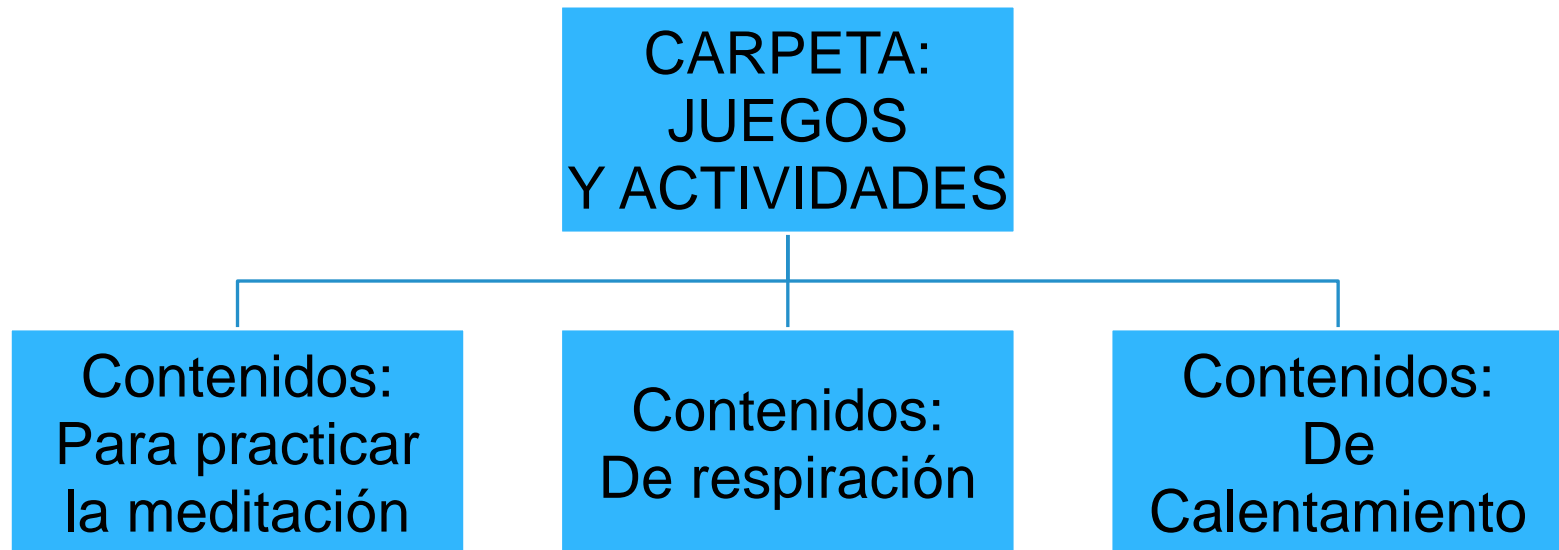 CARPETA:
JUEGOS
Y ACTIVIDADES
Contenidos:
Para practicar
la meditación
Contenidos:
De respiración
Contenidos:
De
Calentamiento